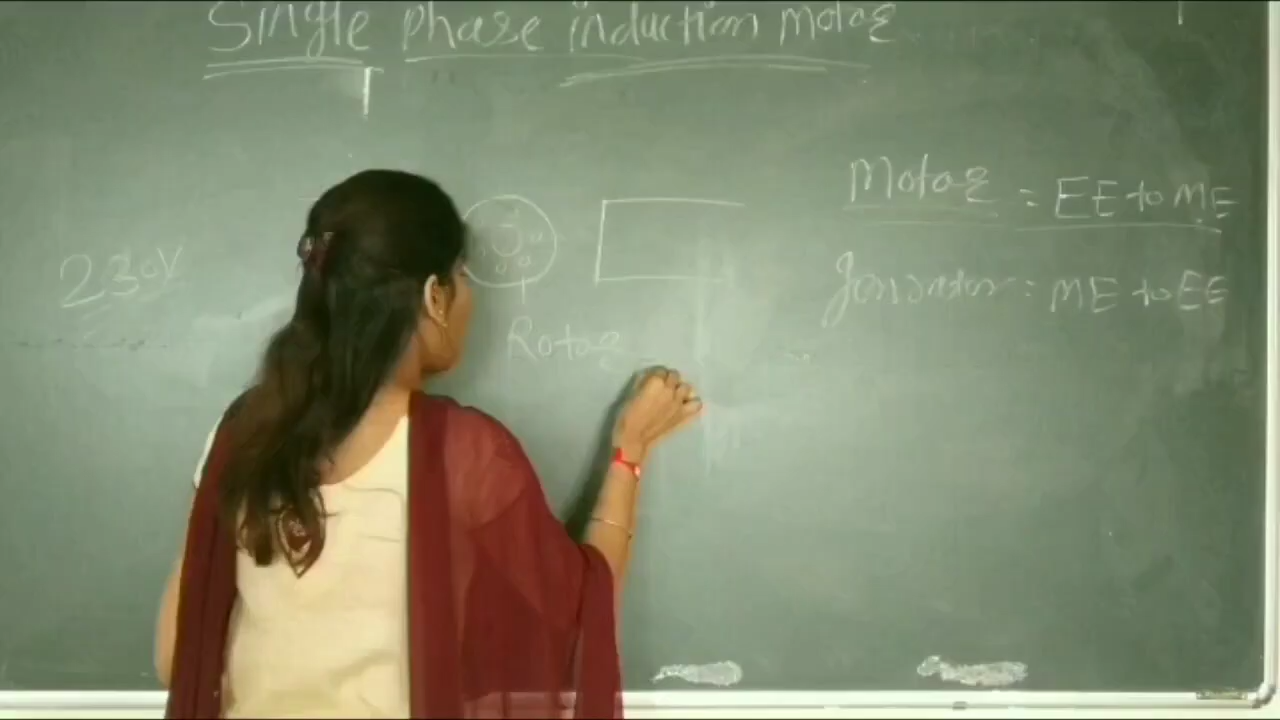 Single phase induction motor
Motor = EE to ME
230V
Generator = ME to EE
Rotor